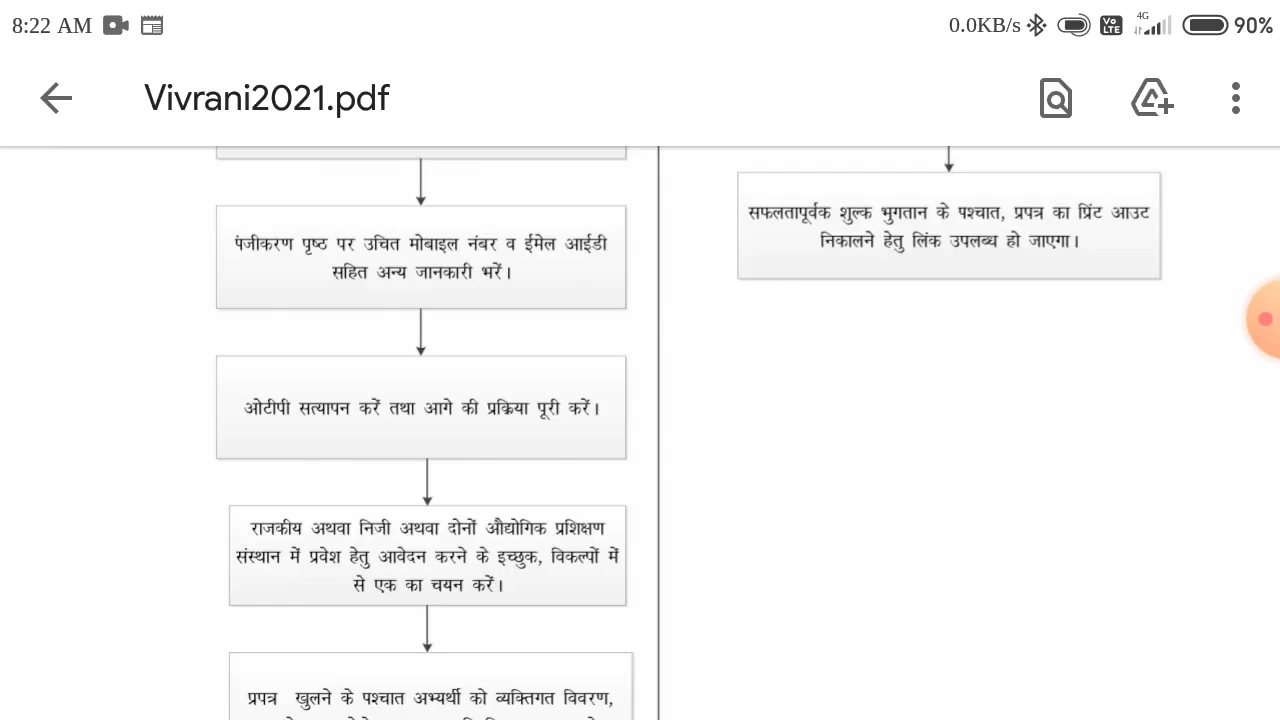 8:22 AM
0.0KB/s
Vo LTE
4G
90%
Vivrani2021.pdf
पंजीकरण पृष्ठ पर उचित मोबाइल नंबर व ईमेल आईडी
सहित अन्य जानकारी भरें।
ओटीपी सत्यापन करें तथा आगे की प्रक्रिया पूरी करें।
राजकीय अथवा निजी अथवा दोनों औद्योगिक प्रशिक्षण
संस्थान में प्रवेश हेतु आवेदन करने के इच्छुक, विकल्पों में
से एक का चयन करें।
प्रपत्र खुलने के पश्चात अभ्यर्थी को व्यक्तिगत विवरण,
सफलतापूर्वक शुल्क भुगतान के पश्चात, प्रपत्र का प्रिंट आउट
निकालने हेतु लिंक उपलब्ध हो जाएगा।